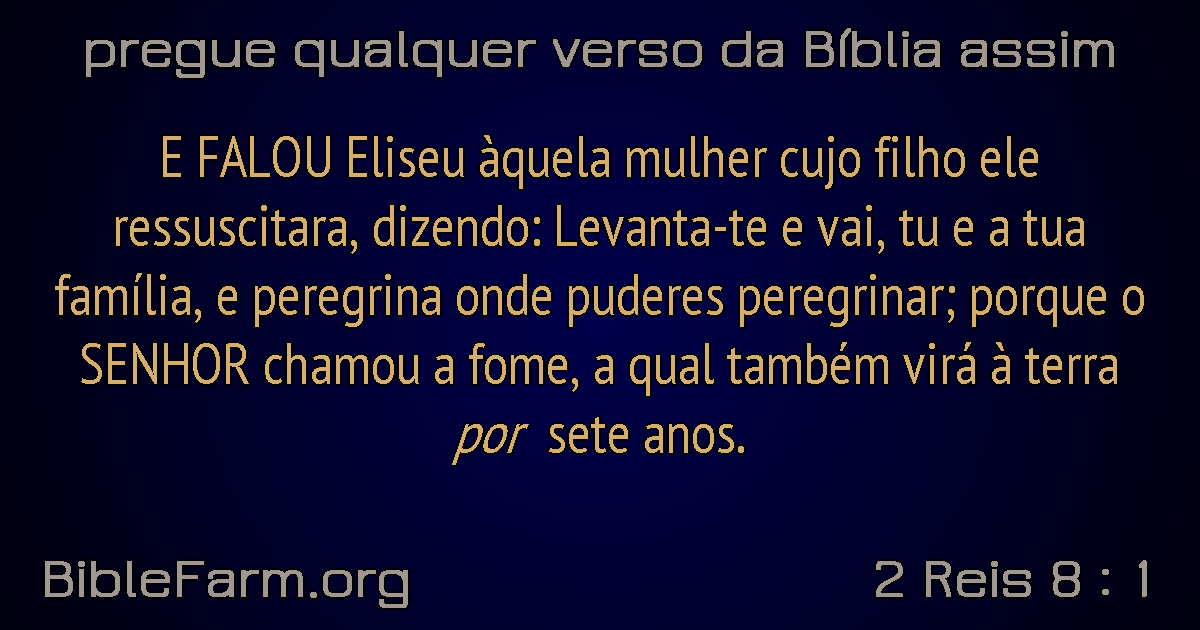 pregue qualquer verso da Bíblia assim
E FALOU Eliseu àquela mulher cujo filho ele
ressuscitara, dizendo: Levanta-te e vai, tu e a tua
família, e peregrina onde puderes peregrinar; porque o
SENHOR chamou a fome, a qual também virá à terra
por sete anos.
BibleFarm.org
2 Reis 8 : 1